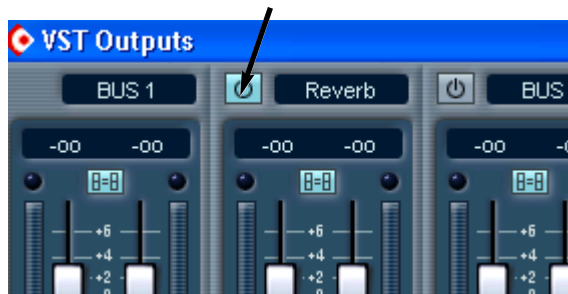 VST Outputs
BUS 1
Reverb
BUS
-oo -oo
-oo -oo
-oo
+6 +6 +6
+4 +4 +4
+2 +2 +2